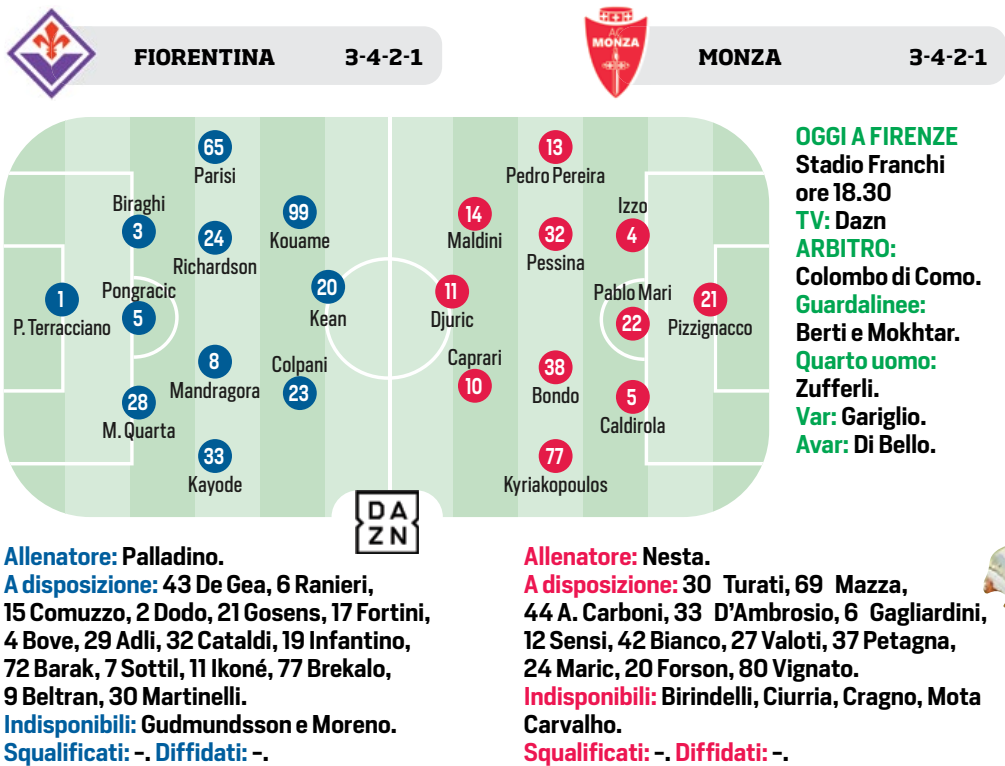 FIORENTINA 3-4-2-1
AC
MONZA
MONZA 3-4-2-1
65
Parisi
Biraghi
3
24
Richardson
99
Kouame
1
P. Terracciano
Pongracic
5
20
Kean
8
Mandragora
Colpani
23
28
M. Quarta
33
Kayode
13
Pedro Pereira
14
Maldini
32
Pessina
Izzo
4
11
Djuric
Pablo Mari
22
21
Pizzignacco
Caprari
10
38
Bondo
5
Caldirola
77
Kyriakopoulos
DA
ZN
OGGI A FIRENZE
Stadio Franchi
ore 18.30
TV: Dazn
ARBITRO:
Colombo di Como.
Guardalinee:
Berti e Mokhtar.
Quarto uomo:
Zufferli.
Var: Gariglio.
Avar: Di Bello.
Allenatore: Palladino.
A disposizione: 43 De Gea, 6 Ranieri,
15 Comuzzo, 2 Dodo, 21 Gosens, 17 Fortini,
4 Bove, 29 Adli, 32 Cataldi, 19 Infantino,
72 Barak, 7 Sottil, 11 Ikoné, 77 Brekalo,
9 Beltran, 30 Martinelli.
Indisponibili: Gudmundsson e Moreno.
Squalificati: –. Diffidati: –.
Allenatore: Nesta.
A disposizione: 30 Turati, 69 Mazza,
44 A. Carboni, 33 D'Ambrosio, 6 Gagliardini,
12 Sensi, 42 Bianco, 27 Valoti, 37 Petagna,
24 Maric, 20 Forson, 80 Vignato.
Indisponibili: Birindelli, Ciurria, Cragno, Mota
Carvalho.
Squalificati: –. Diffidati: –.